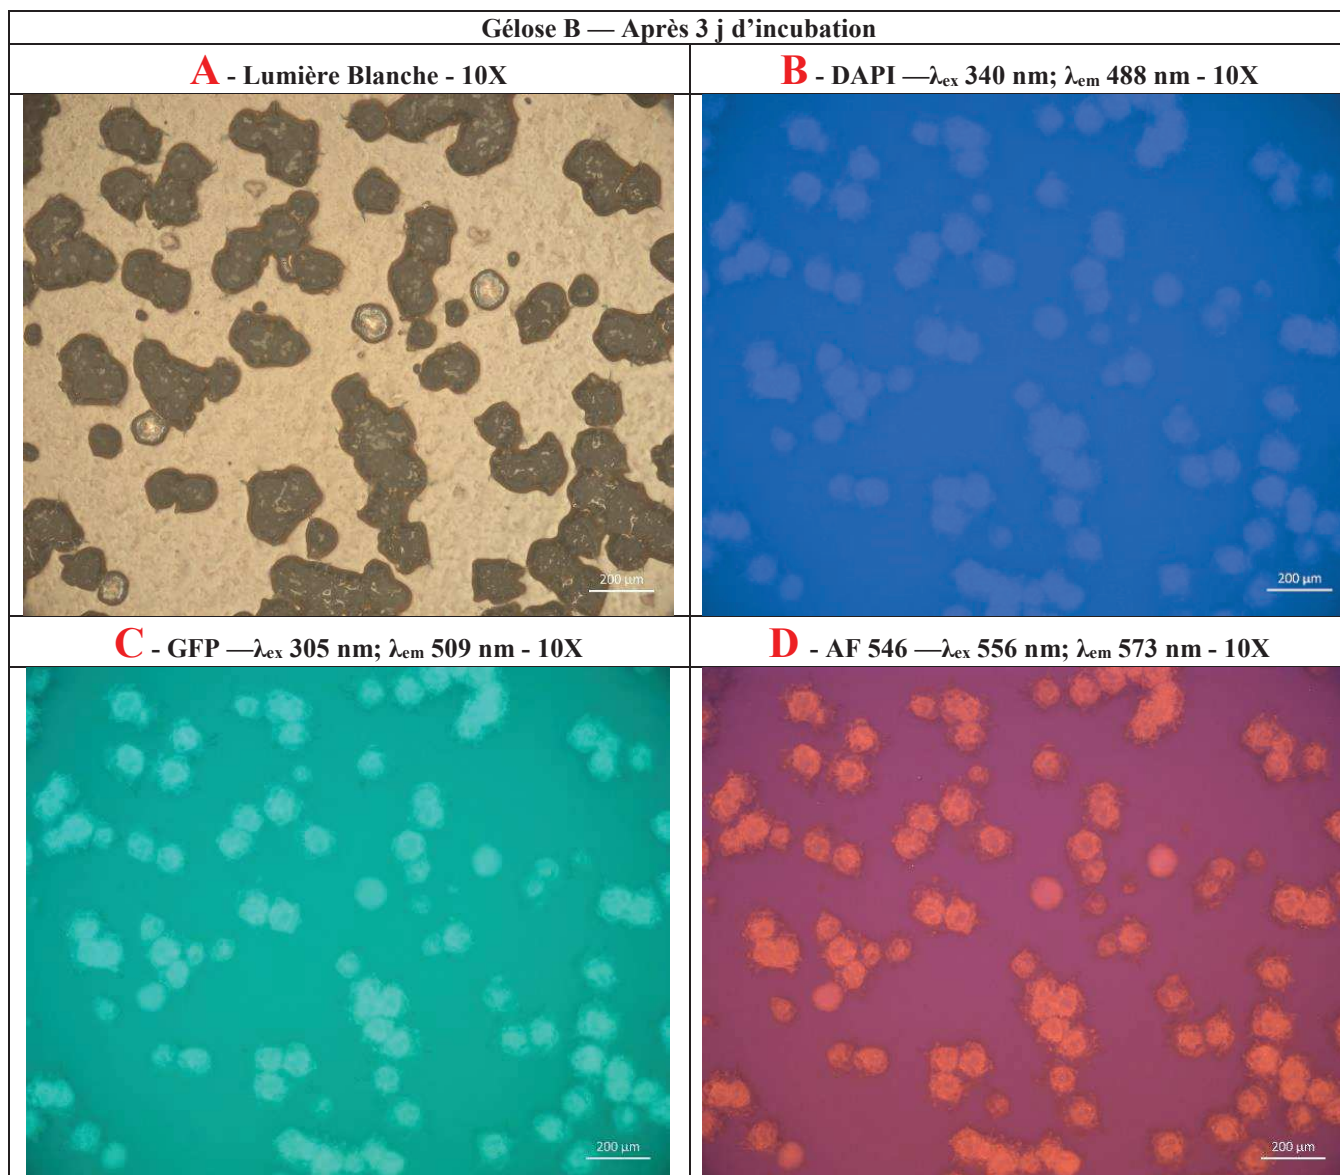 Gélose B — Après 3 j d’incubation
A - Lumière Blanche - 10X
B - DAPI —λex 340 nm; λem 488 nm - 10X
200 µm
200 µm
C - GFP —λex 305 nm; λem 509 nm - 10X
D - AF 546 —λex 556 nm; λem 573 nm - 10X
200 µm
200 µm